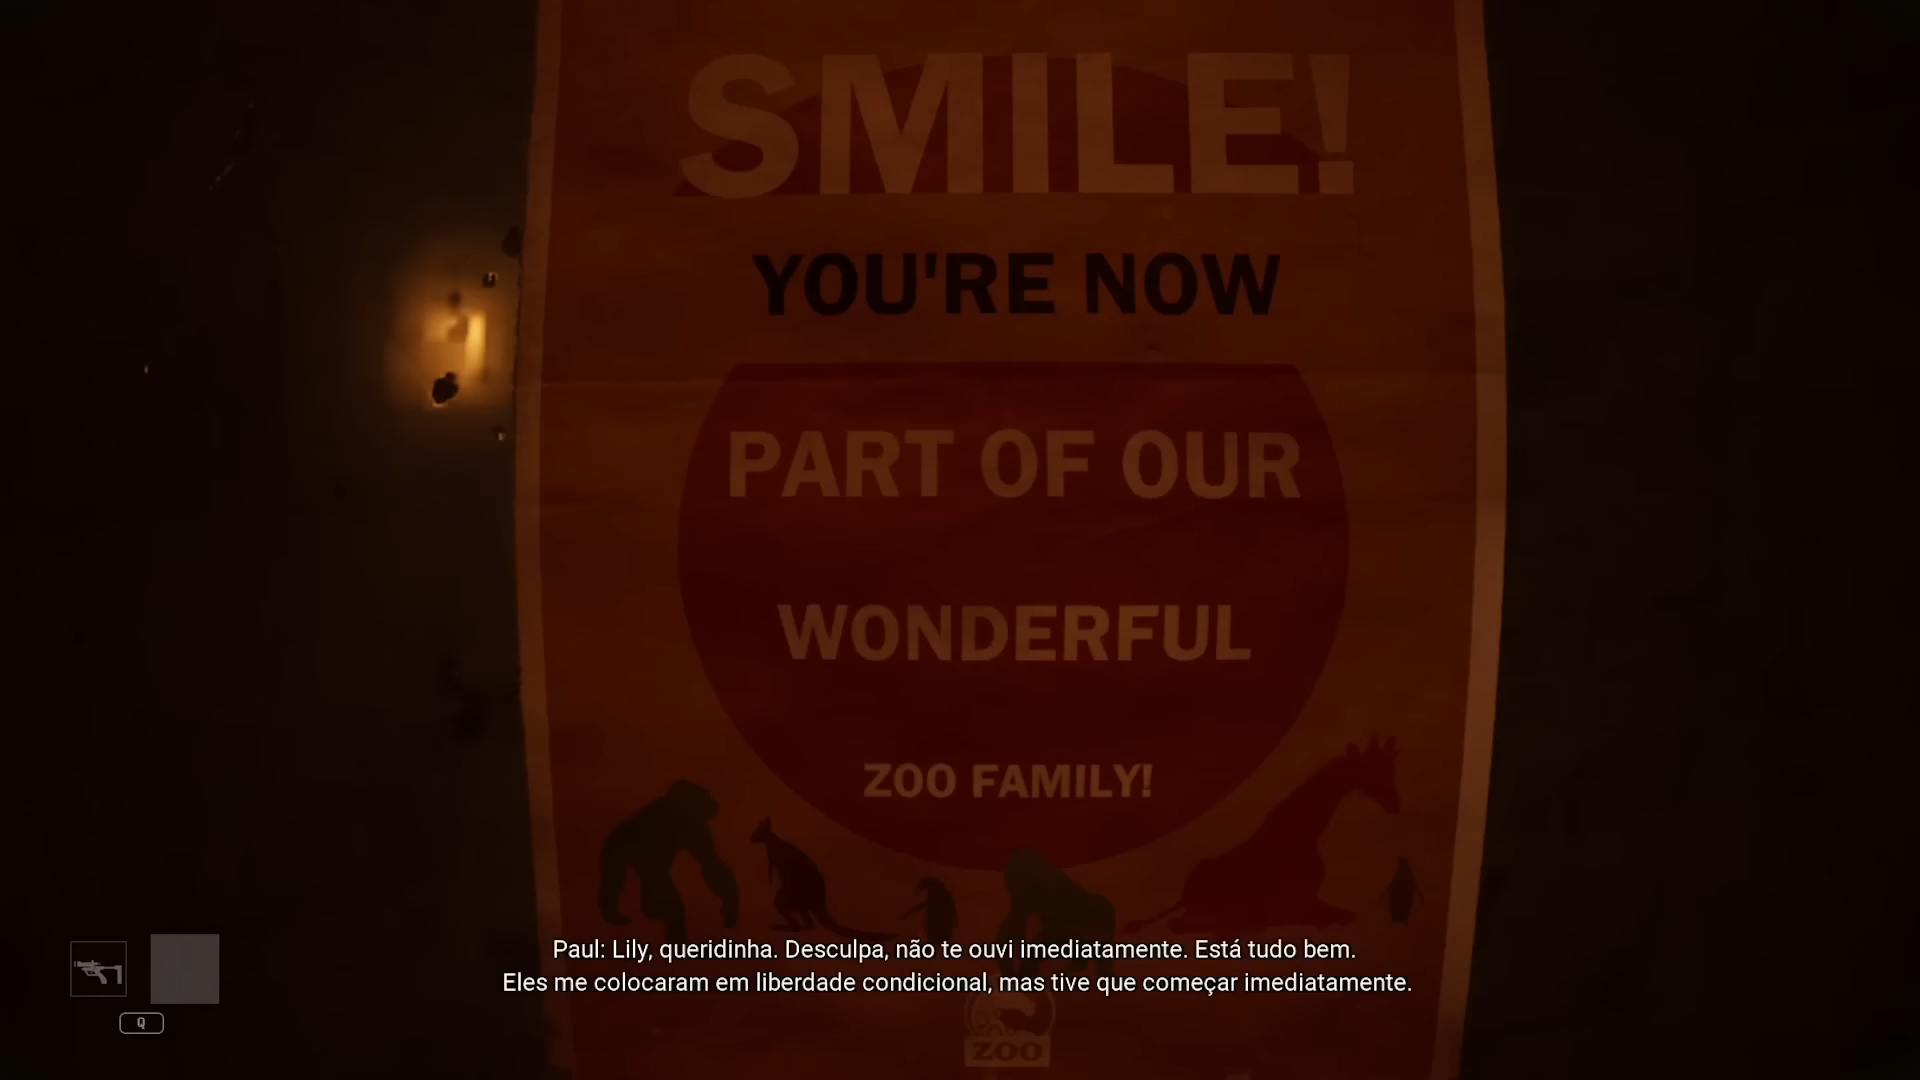 SMILE!
YOU'RE NOW
PART OF OUR
WONDERFUL
ZOO FAMILY!
Paul: Lily, queridinha. Desculpa, não te ouvi imediatamente. Está tudo bem.
Eles me colocaram em liberdade condicional, mas tive que começar imediatamente.
Q
ZOO